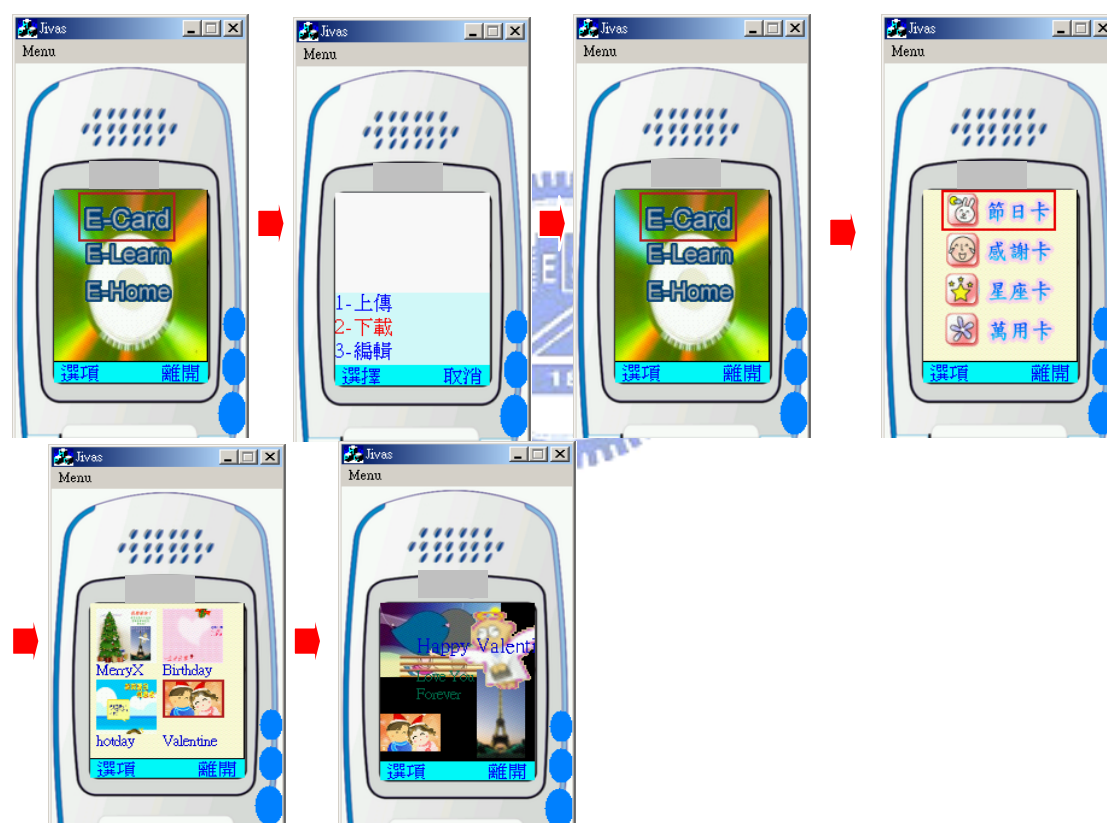 Jivas
Menu
E-Card
E-Learn
E-Home
選項 離開
Jivas
Menu
1-上傳
2-下載
3-編輯
選擇 取消
Jivas
Menu
E-Card
E-Learn
E-Home
選項 離開
Jivas
Menu
節日卡
感謝卡
星座卡
萬用卡
選項 離開
Jivas
Menu
MerryX Birthday
hotday Valentine
選項 離開
Jivas
Menu
Happy Valenti
Love You
Forever
選項 離開